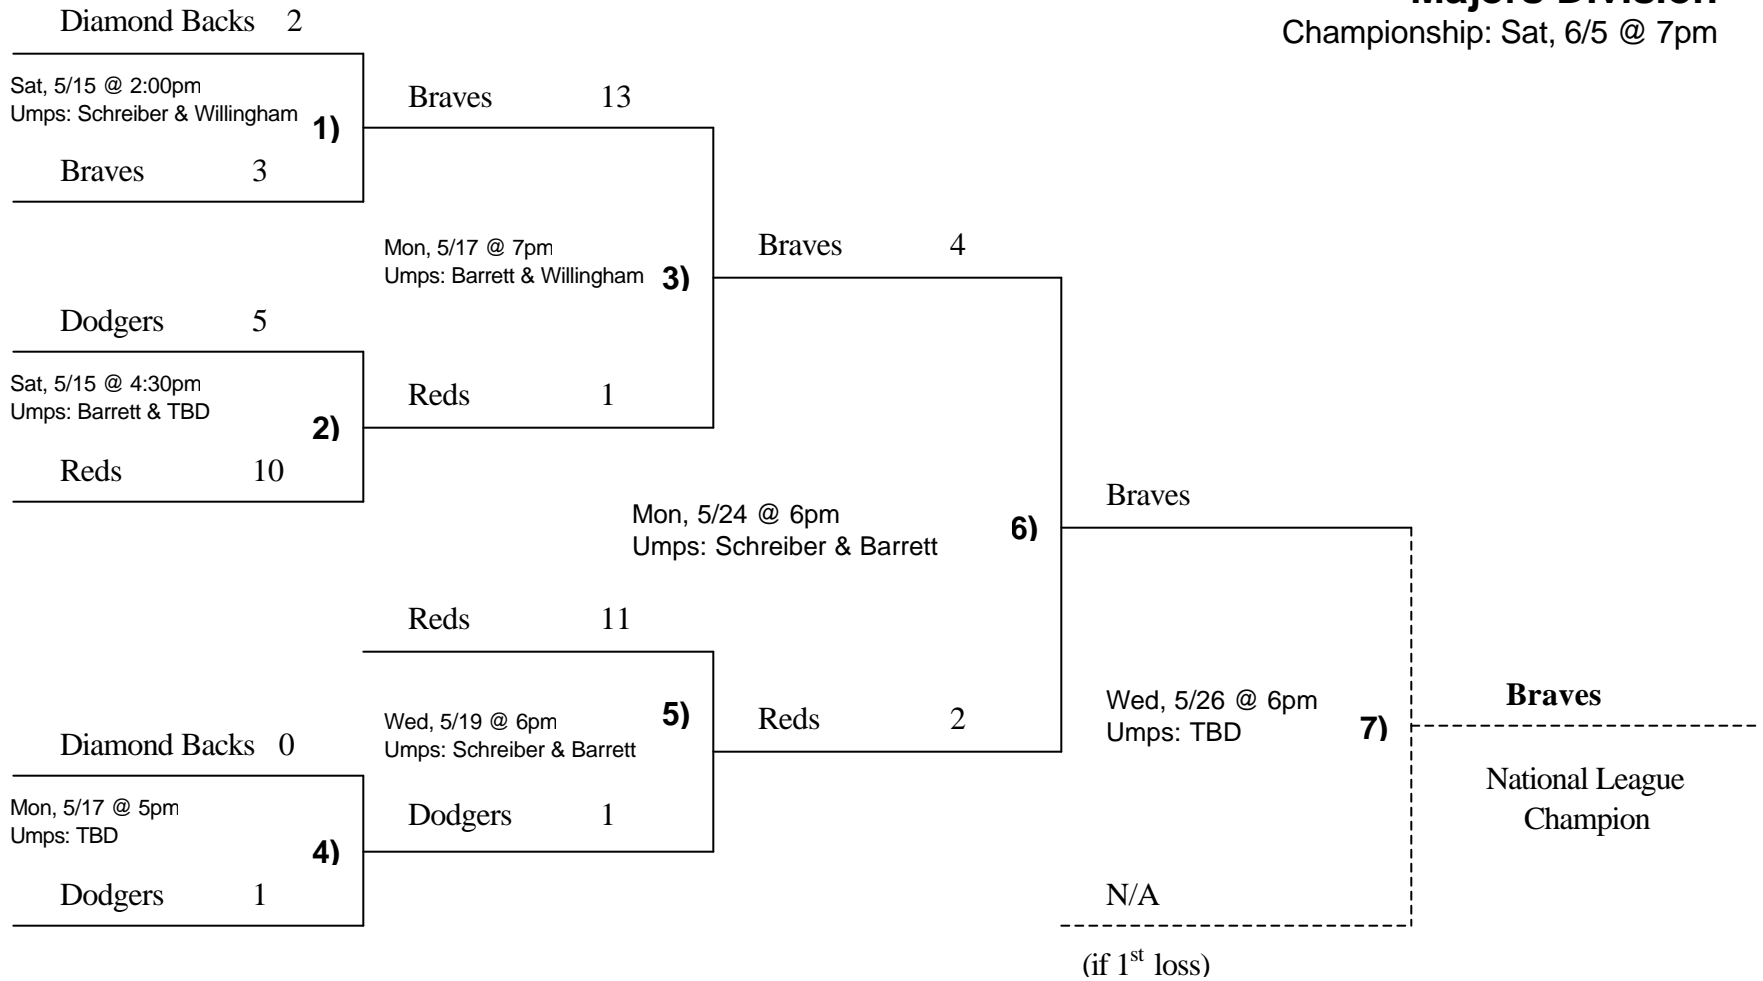 Majors Division
Championship: Sat, 6/5 @ 7pm
Diamond Backs 2
Sat, 5/15 @ 2:00pm
Umps: Schreiber & Willingham
1)
Braves 3
Braves 13
Mon, 5/17 @ 7pm
Umps: Barrett & Willingham
3)
Dodgers 5
Sat, 5/15 @ 4:30pm
Umps: Barrett & TBD
2)
Reds 10
Reds 1
Braves 4
Mon, 5/24 @ 6pm
Umps: Schreiber & Barrett
6)
Reds 11
Wed, 5/19 @ 6pm
Umps: Schreiber & Barrett
5)
Diamond Backs 0
Mon, 5/17 @ 5pm
Umps: TBD
4)
Dodgers 1
Dodgers 1
Reds 2
Braves
Wed, 5/26 @ 6pm
Umps: TBD
7)
N/A
(if 1st loss)
Braves
National League
Champion